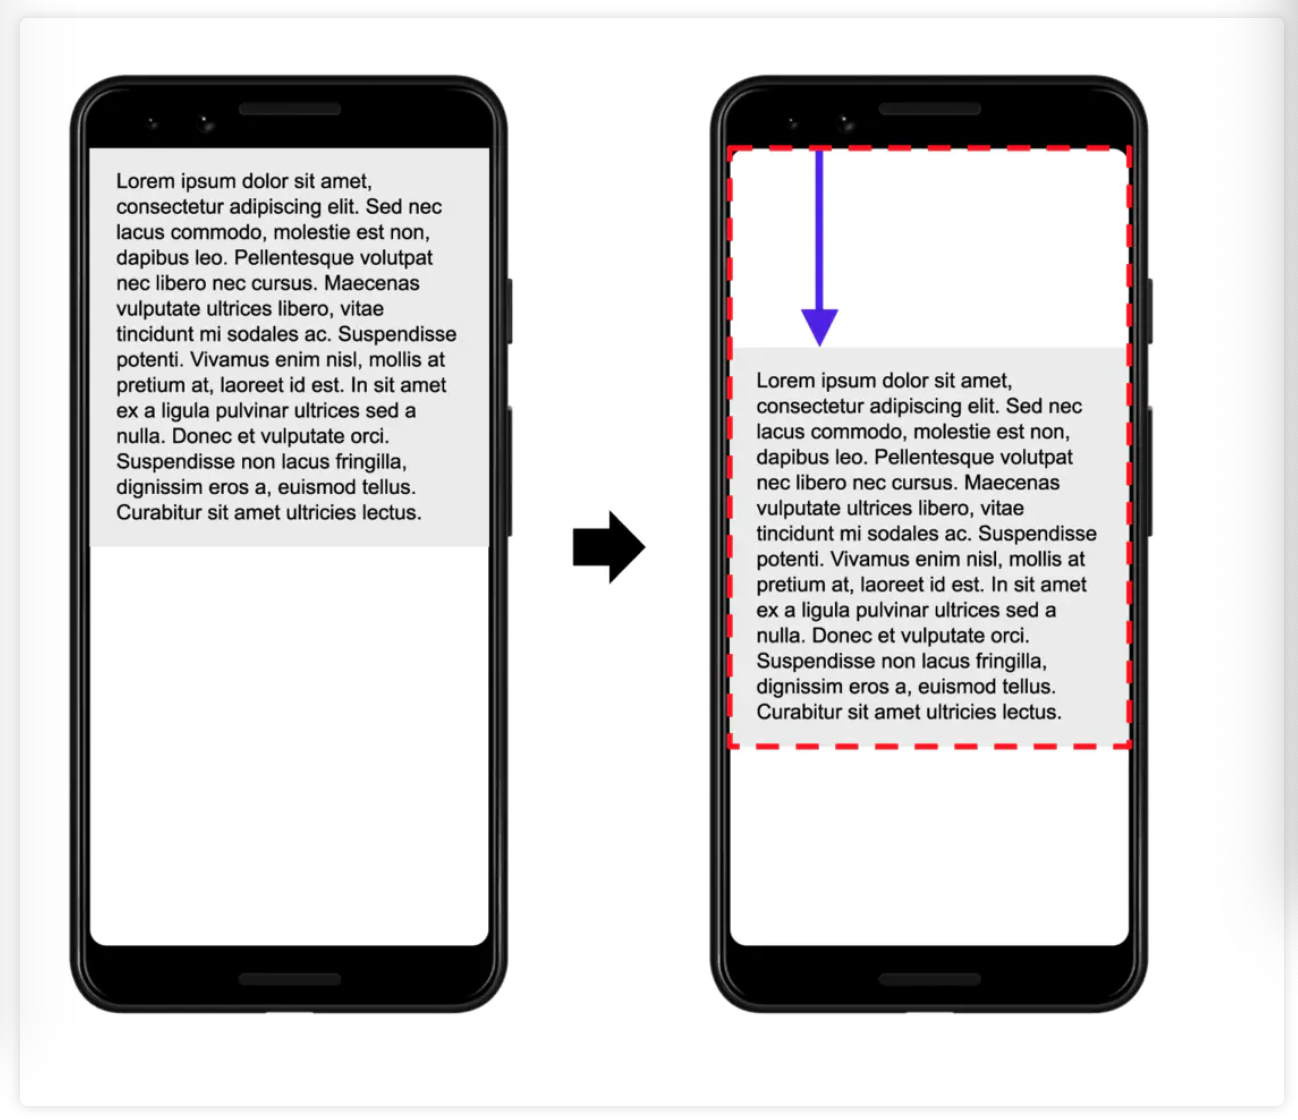 Lorem ipsum dolor sit amet,
consectetur adipiscing elit. Sed nec
lacus commodo, molestie est non,
dapibus leo. Pellentesque volutpat
nec libero nec cursus. Maecenas
vulputate ultrices libero, vitae
tincidunt mi sodales ac. Suspendisse
potenti. Vivamus enim nisl, mollis at
pretium at, laoreet id est. In sit amet
ex a ligula pulvinar ultrices sed a
nulla. Donec et vulputate orci.
Suspendisse non lacus fringilla,
dignissim eros a, euismod tellus.
Curabitur sit amet ultricies lectus.
Lorem ipsum dolor sit amet,
consectetur adipiscing elit. Sed nec
lacus commodo, molestie est non,
dapibus leo. Pellentesque volutpat
nec libero nec cursus. Maecenas
vulputate ultrices libero, vitae
tincidunt mi sodales ac. Suspendisse
potenti. Vivamus enim nisl, mollis at
pretium at, laoreet id est. In sit amet
ex a ligula pulvinar ultrices sed a
nulla. Donec et vulputate orci.
Suspendisse non lacus fringilla,
dignissim eros a, euismod tellus.
Curabitur sit amet ultricies lectus.